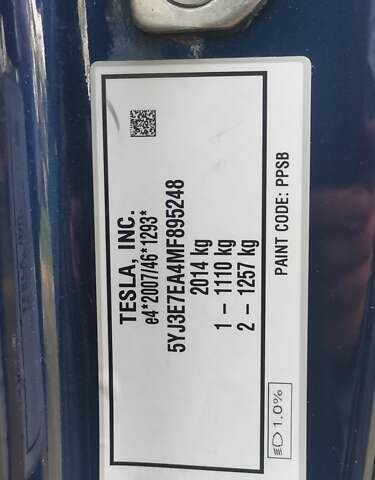 TESLA, INC.
e4*2007/46*1293*
5YJ3E7EA4MF895248
2014 kg
1 – 1110 kg
2 – 1257 kg
PAINT CODE: PPSB
1.0%